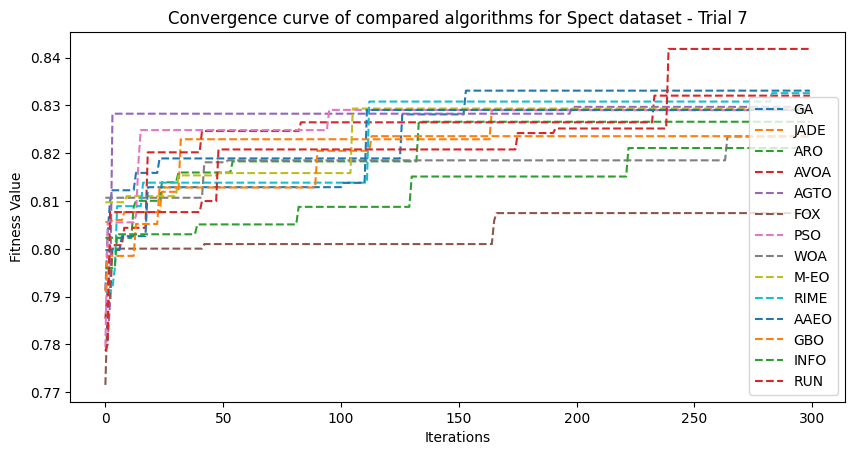 Convergence curve of compared algorithms for Spect dataset - Trial 7
Fitness Value
0.84
0.83
0.82
0.81
0.80
0.79
0.78
0.77
0
50
100
150
200
250
300
Iterations
GA
JADE
ARO
AVOA
AGTO
FOX
PSO
WOA
M-EO
RIME
AAEO
GBO
INFO
RUN